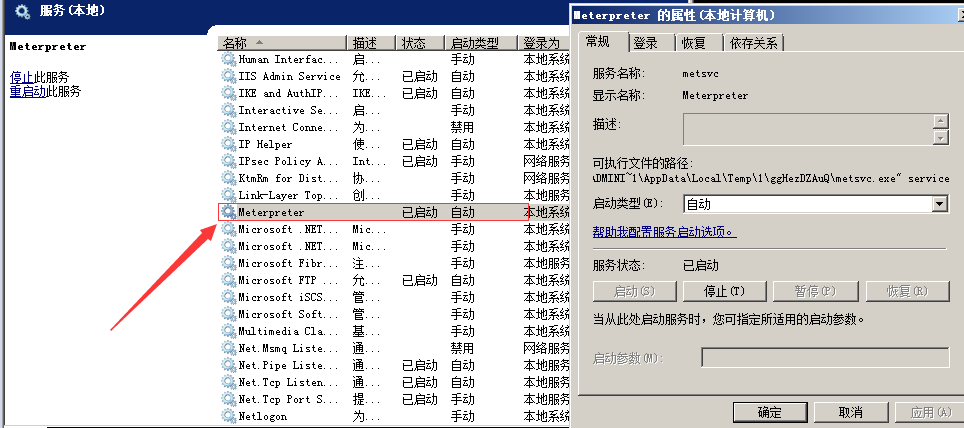 服务(本地)
Meterpreter
停止此服务
重启动此服务
名称 描述 状态 启动类型 登录为
Human Interfac... 启... 手动 本地系统
IIS Admin Service 允... 已启动 自动 本地系统
IKE and AuthIP... IKE... 已启动 自动 本地系统
Interactive Se... 启... 手动 本地系统
Internet Conne... 为... 禁用 本地系统
IP Helper 使... 已启动 自动 本地系统
IPsec Policy A... Int... 已启动 自动 网络服务
KtmRm for Dist... 协... 手动 网络服务
Link-Layer Top... 创... 手动 本地服务
Meterpreter 已启动 自动 本地系统
Microsoft .NET... Mic... 手动 本地系统
Microsoft .NET... Mic... 手动 本地系统
Microsoft Fibr... 注... 手动 本地服务
Microsoft FTP ... 允... 已启动 自动 本地系统
Microsoft iSCS... 管... 手动 本地系统
Microsoft Soft... 管... 手动 本地系统
Multimedia Cla... 基... 手动 本地系统
Net.Msmq Liste... 通... 禁用 网络服务
Net.Pipe Liste... 通... 已启动 自动 本地服务
Net.Tcp Listen... 通... 已启动 自动 本地服务
Net.Tcp Port S... 提... 已启动 手动 本地服务
Netlogon 为... 手动 本地系统
Meterpreter 的属性(本地计算机)
常规 登录 恢复 依存关系
服务名称: metsvc
显示名称: Meterpreter
描述:
可执行文件的路径:
\DMINI~1\AppData\Local\Temp\1\ggHezDZAuQ\metsvc.exe" service
启动类型(E): 自动
帮助我配置服务启动选项。
服务状态: 已启动
启动(S) 停止(T) 暂停(P) 恢复(R)
当从此处启动服务时，您可指定所适用的启动参数。
启动参数(M):
确定 取消 应用(A)